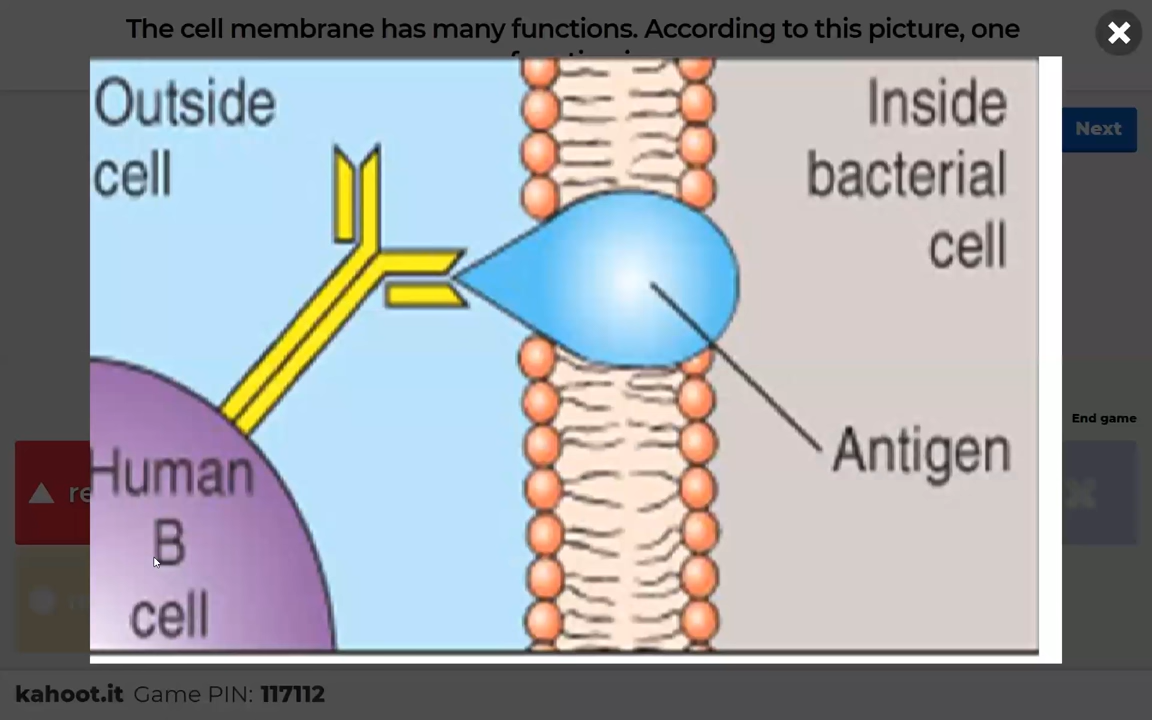 The cell membrane has many functions. According to this picture, one
Outside
cell
Inside
bacterial
cell
Next
Antigen
End game
Human
B
cell
re
kahoot.it Game PIN: 117112